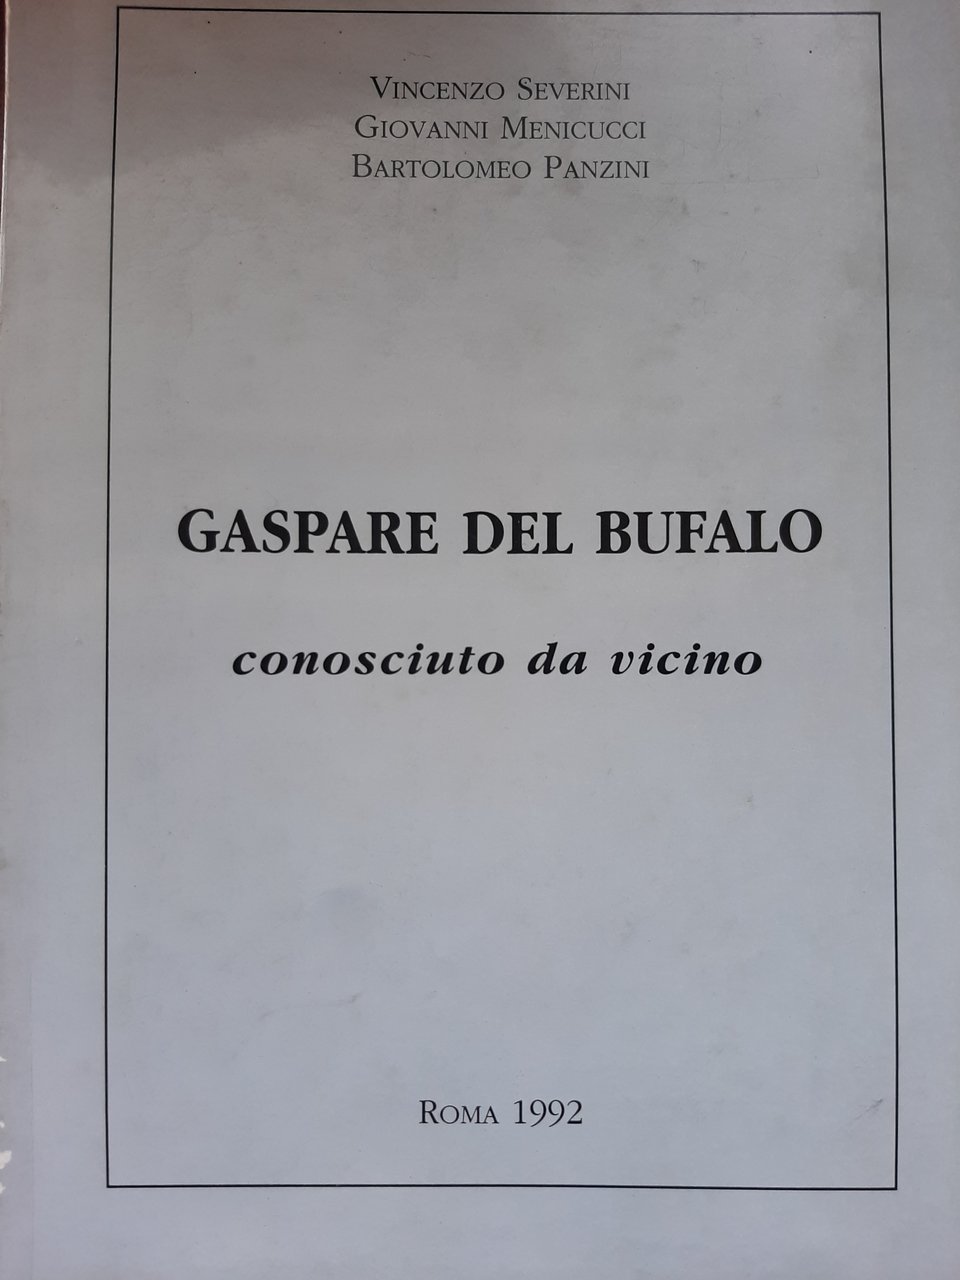 VINCENZO SEVERINI
GIOVANNI MENICUCCI
BARTOLOMEO PANZINI
GASPARE DEL BUFALO
conosciuto da vicino
ROMA 1992